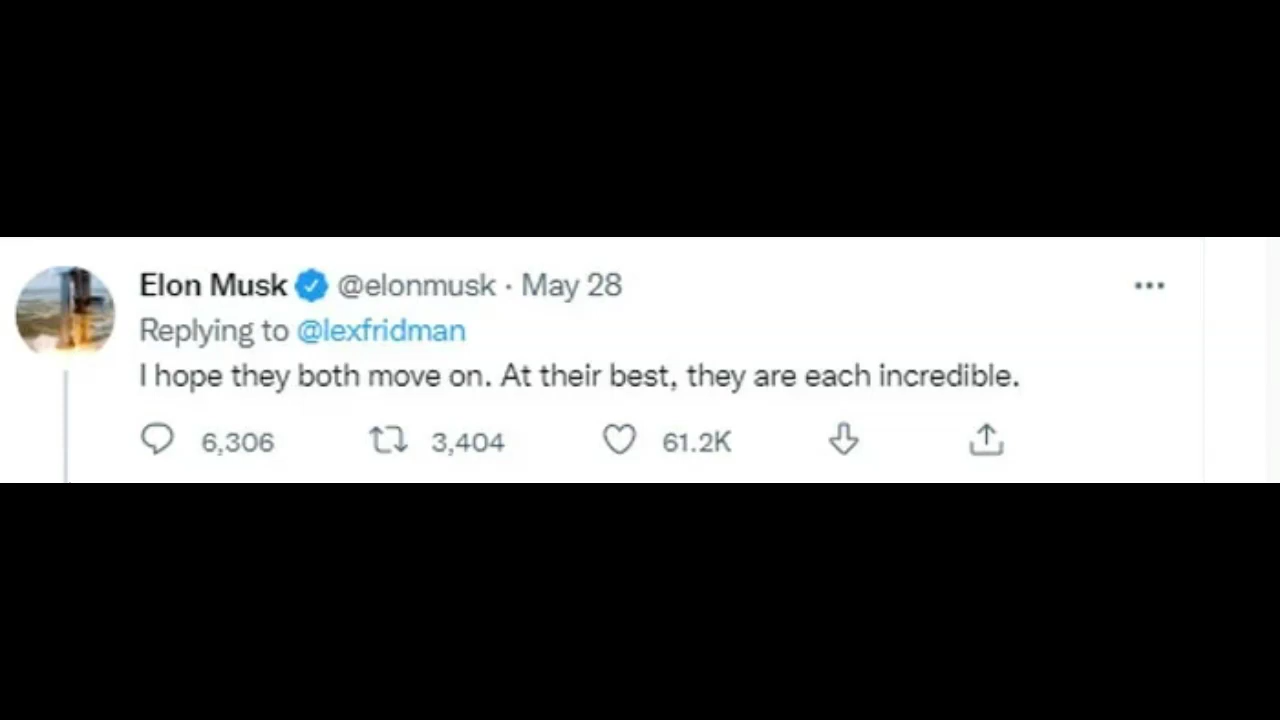 Elon Musk @elonmusk · May 28
Replying to @lexfridman
I hope they both move on. At their best, they are each incredible.
6,306 3,404 61.2K